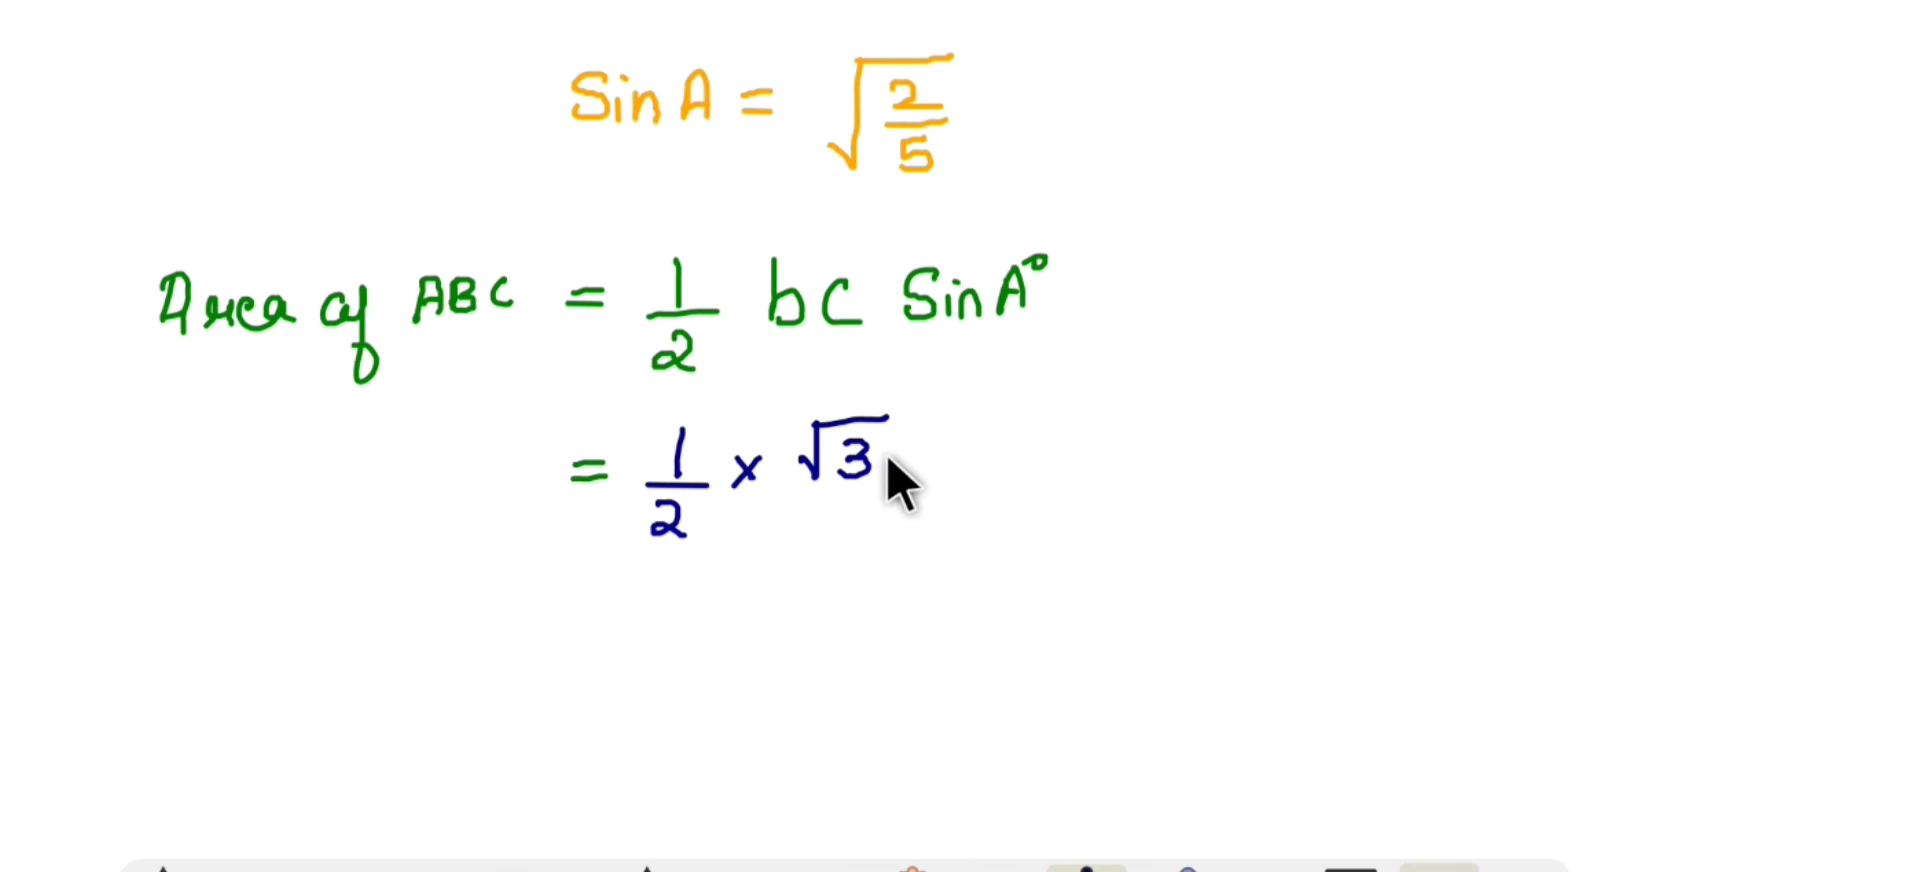 Sin A = √(2/5)
Area of ABC = 1/2 bc Sin A°
= 1/2 × √3